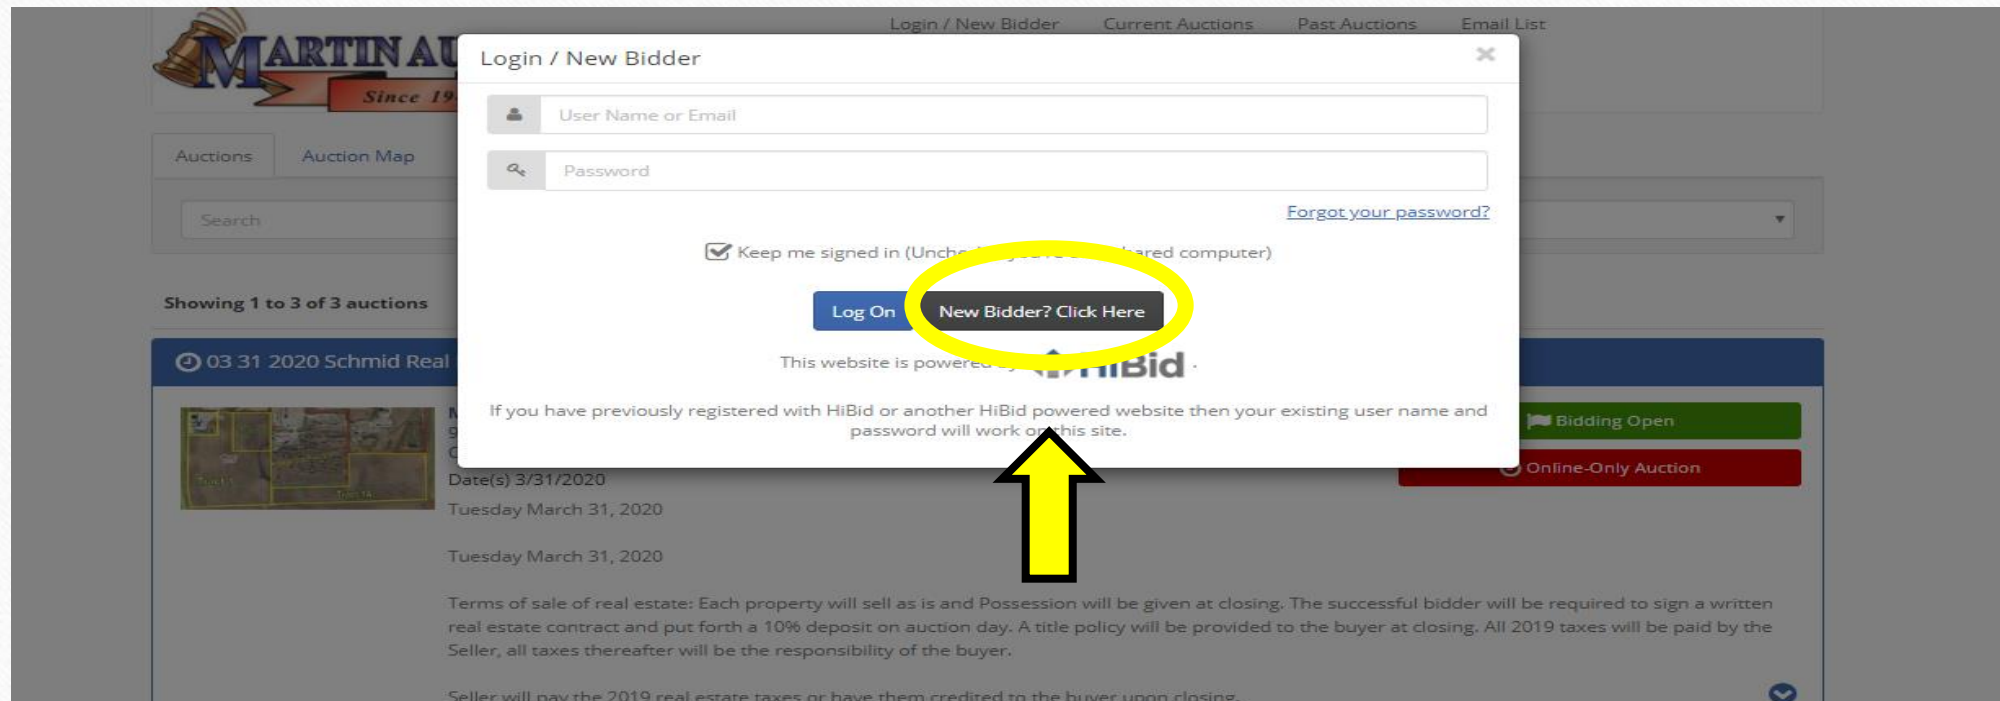 Login / New Bidder Current Auctions Past Auctions Email List
MARTIN AU
Since 19
Login / New Bidder
User Name or Email
Password
Forgot your password?
Auctions Auction Map
Search
Keep me signed in (Unche shared computer)
Log On New Bidder? Click Here
Showing 1 to 3 of 3 auctions
This website is powered by HiBid .
If you have previously registered with HiBid or another HiBid powered website then your existing user name and
password will work on this site.
03 31 2020 Schmid Real
Bidding Open
Online-Only Auction
Date(s) 3/31/2020
Tuesday March 31, 2020
Tuesday March 31, 2020
Terms of sale of real estate: Each property will sell as is and Possession will be given at closing. The successful bidder will be required to sign a written
real estate contract and put forth a 10% deposit on auction day. A title policy will be provided to the buyer at closing. All 2019 taxes will be paid by the
Seller, all taxes thereafter will be the responsibility of the buyer.
Seller will pay the 2019 real estate taxes or have them credited to the buyer upon closing.